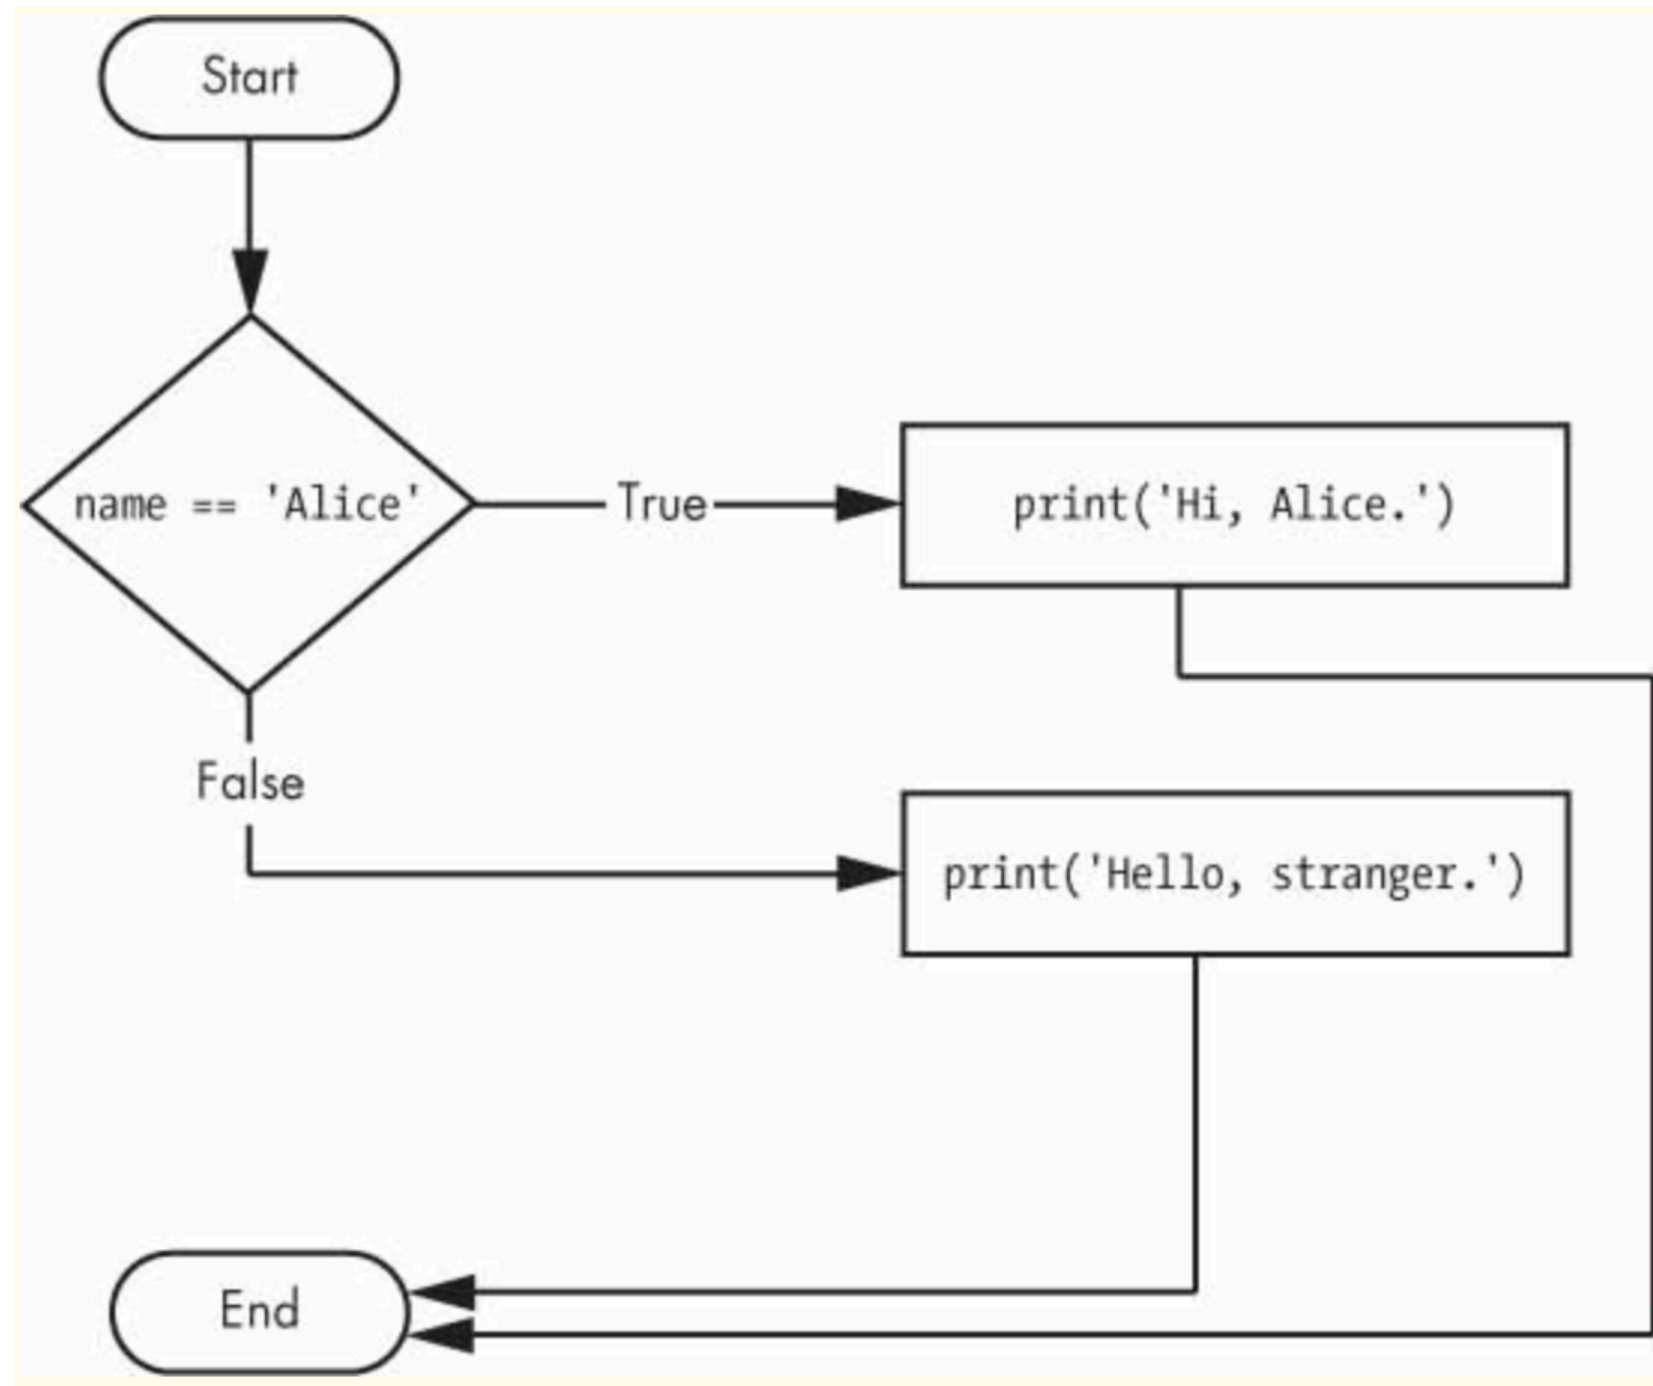 Start
name == 'Alice'
True
print('Hi, Alice.')
False
print('Hello, stranger.')
End